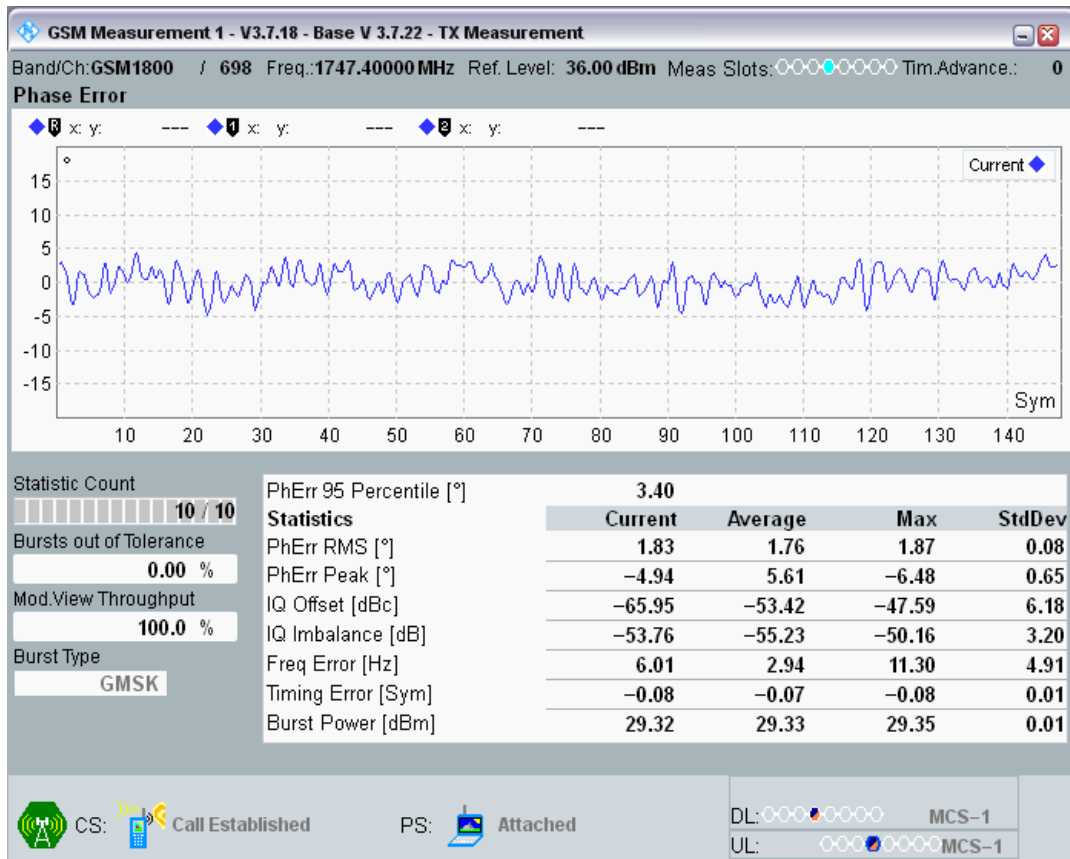 GSM Measurement 1 - V3.7.18 - Base V 3.7.22 - TX Measurement
Band/Ch:GSM1800 / 698 Freq.:1747.40000 MHz Ref. Level: 36.00 dBm Meas Slots: Tim.Advance.: 0
Phase Error
R x: y: --- 1 x: y: --- 2 x: y: ---
° Current
15
10
5
0
-5
-10
-15
Sym
10 20 30 40 50 60 70 80 90 100 110 120 130 140
Statistic Count
10 / 10
Bursts out of Tolerance
0.00 %
Mod.View Throughput
100.0 %
Burst Type
GMSK
PhErr 95 Percentile [°] 3.40
Statistics Current Average Max StdDev
PhErr RMS [°] 1.83 1.76 1.87 0.08
PhErr Peak [°] −4.94 5.61 −6.48 0.65
IQ Offset [dBc] −65.95 −53.42 −47.59 6.18
IQ Imbalance [dB] −53.76 −55.23 −50.16 3.20
Freq Error [Hz] 6.01 2.94 11.30 4.91
Timing Error [Sym] −0.08 −0.07 −0.08 0.01
Burst Power [dBm] 29.32 29.33 29.35 0.01
CS: Call Established PS: Attached
DL: MCS−1
UL: MCS−1